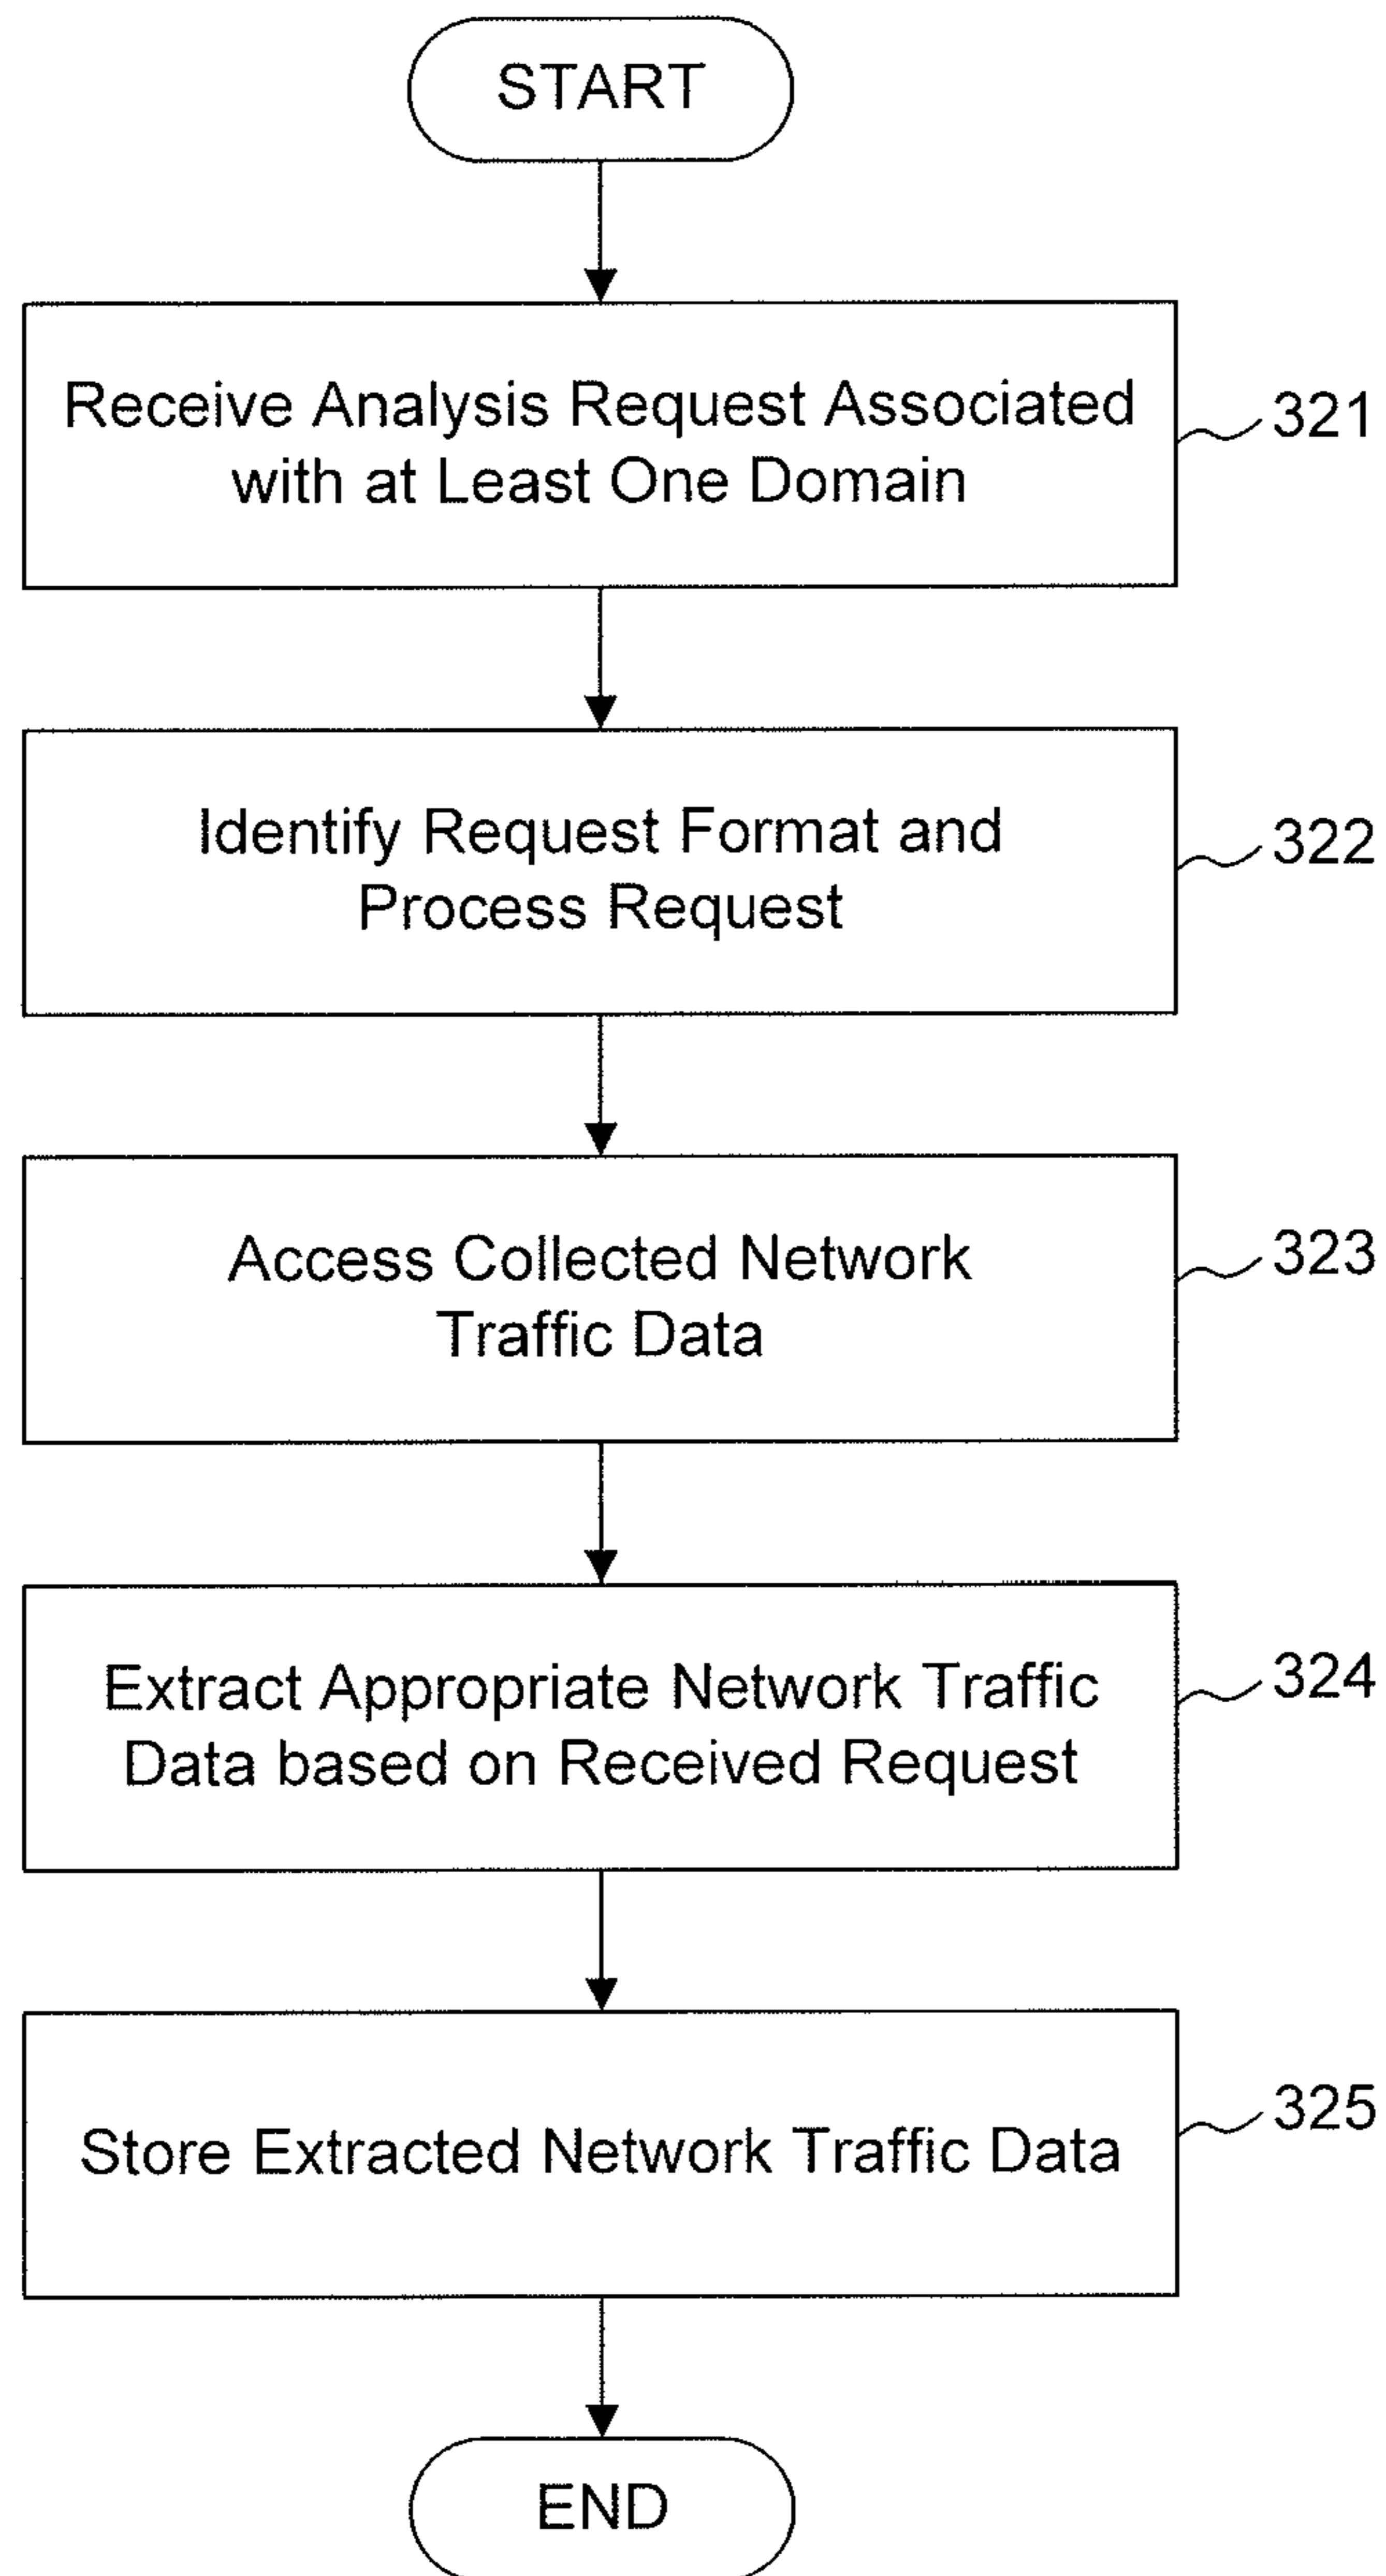 START
Receive Analysis Request Associated
with at Least One Domain
321
Identify Request Format and
Process Request
322
Access Collected Network
Traffic Data
323
Extract Appropriate Network Traffic
Data based on Received Request
324
Store Extracted Network Traffic Data
325
END